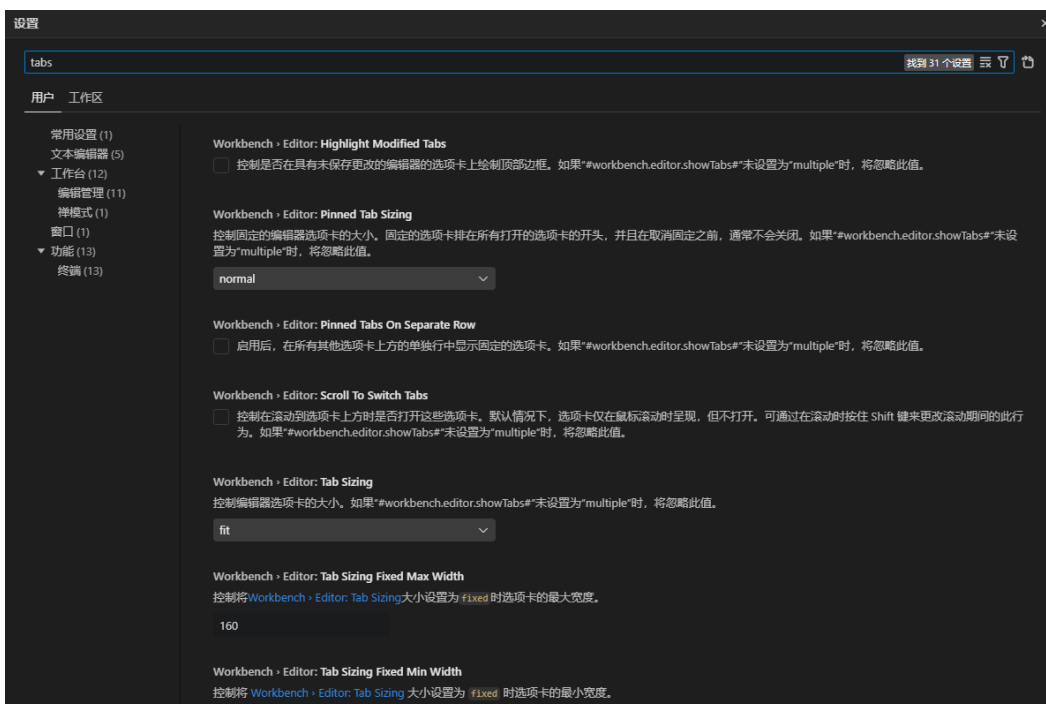 设置
tabs
找到 31 个设置
用户 工作区
常用设置 (1)
文本编辑器 (5)
工作台 (12)
编辑管理 (11)
禅模式 (1)
窗口 (1)
功能 (13)
终端 (13)
Workbench › Editor: Highlight Modified Tabs
控制是否在具有未保存更改的编辑器的选项卡上绘制顶部边框。如果"#workbench.editor.showTabs#"未设置为"multiple"时，将忽略此值。
Workbench › Editor: Pinned Tab Sizing
控制固定的编辑器选项卡的大小。固定的选项卡排在所有打开的选项卡的开头，并且在取消固定之前，通常不会关闭。如果"#workbench.editor.showTabs#"未设
置为"multiple"时，将忽略此值。
normal
Workbench › Editor: Pinned Tabs On Separate Row
启用后，在所有其他选项卡上方的单独行中显示固定的选项卡。如果"#workbench.editor.showTabs#"未设置为"multiple"时，将忽略此值。
Workbench › Editor: Scroll To Switch Tabs
控制在滚动到选项卡上方时是否打开这些选项卡。默认情况下，选项卡仅在鼠标滚动时呈现，但不打开。可通过在滚动时按住 Shift 键来更改滚动期间的此行
为。如果"#workbench.editor.showTabs#"未设置为"multiple"时，将忽略此值。
Workbench › Editor: Tab Sizing
控制编辑器选项卡的大小。如果"#workbench.editor.showTabs#"未设置为"multiple"时，将忽略此值。
fit
Workbench › Editor: Tab Sizing Fixed Max Width
控制将Workbench › Editor: Tab Sizing大小设置为 fixed 时选项卡的最大宽度。
160
Workbench › Editor: Tab Sizing Fixed Min Width
控制将 Workbench › Editor: Tab Sizing 大小设置为 fixed 时选项卡的最小宽度。